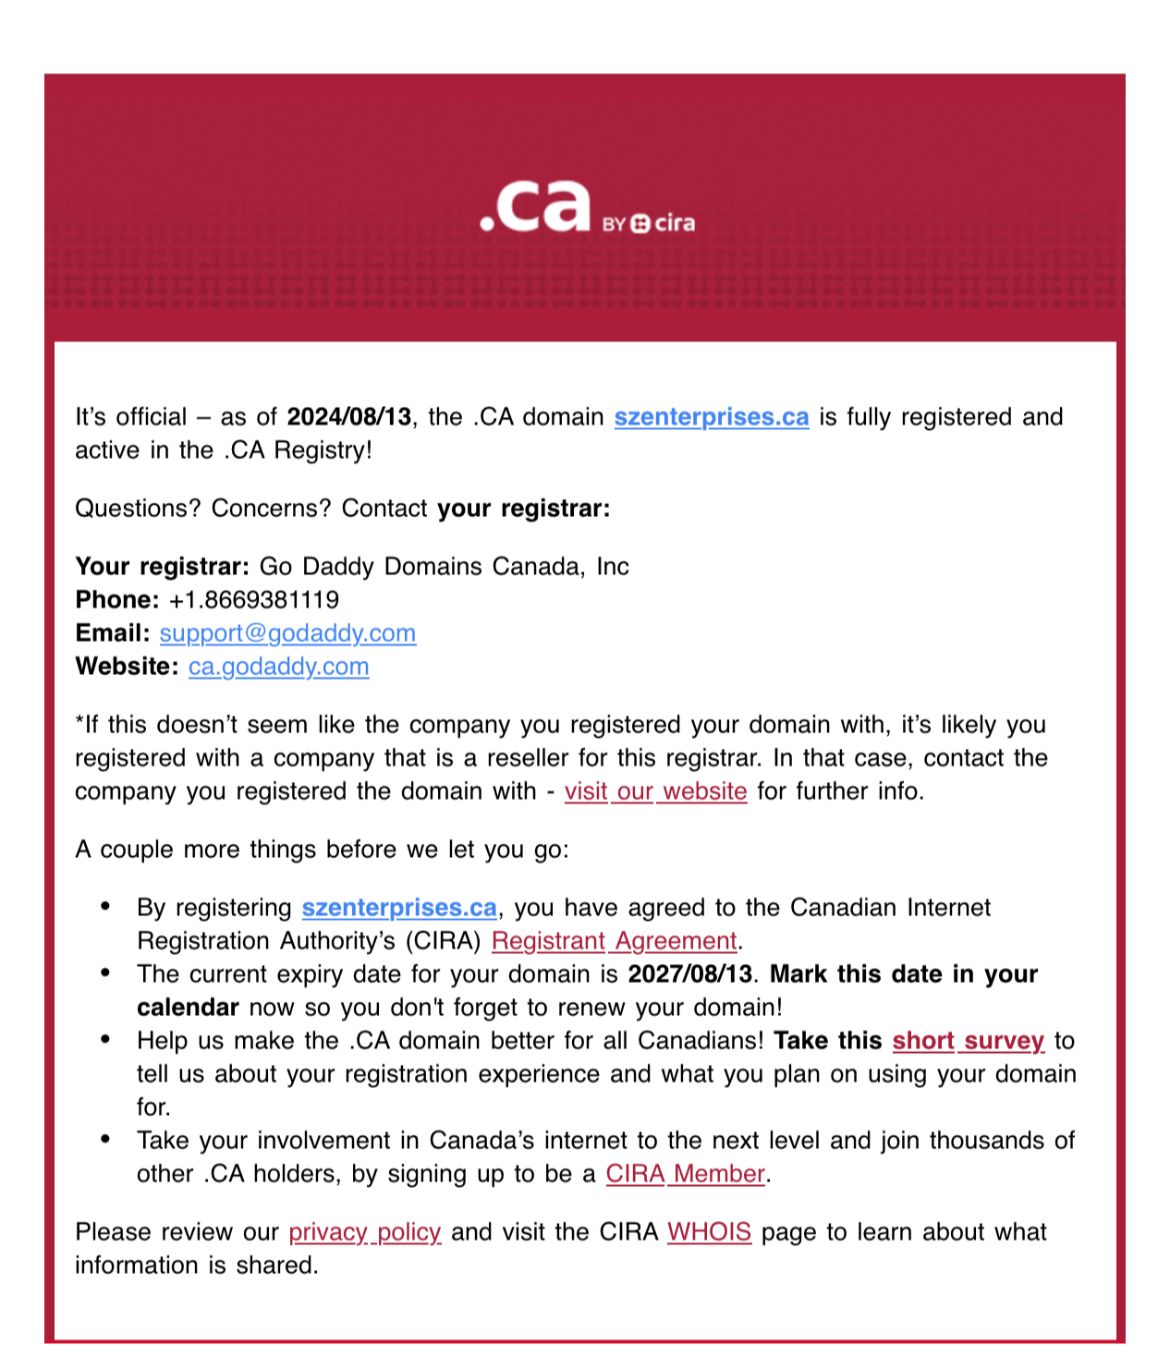 .ca BY cira
It’s official – as of 2024/08/13, the .CA domain szenterprises.ca is fully registered and
active in the .CA Registry!
Questions? Concerns? Contact your registrar:
Your registrar: Go Daddy Domains Canada, Inc
Phone: +1.8669381119
Email: support@godaddy.com
Website: ca.godaddy.com
*If this doesn’t seem like the company you registered your domain with, it’s likely you
registered with a company that is a reseller for this registrar. In that case, contact the
company you registered the domain with - visit our website for further info.
A couple more things before we let you go:
• By registering szenterprises.ca, you have agreed to the Canadian Internet
Registration Authority’s (CIRA) Registrant Agreement.
• The current expiry date for your domain is 2027/08/13. Mark this date in your
calendar now so you don't forget to renew your domain!
• Help us make the .CA domain better for all Canadians! Take this short survey to
tell us about your registration experience and what you plan on using your domain
for.
• Take your involvement in Canada’s internet to the next level and join thousands of
other .CA holders, by signing up to be a CIRA Member.
Please review our privacy policy and visit the CIRA WHOIS page to learn about what
information is shared.